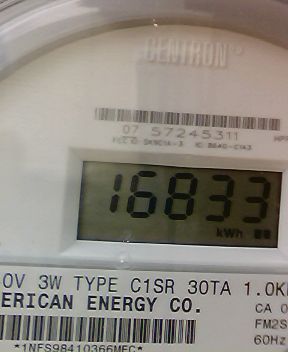 CENTRON
07 57245311
16833
kWh
0V 3W TYPE C1SR 30TA 1.0K
ERICAN ENERGY CO.
CA 0
FM2S
60Hz
*1NFS98410366MEC*